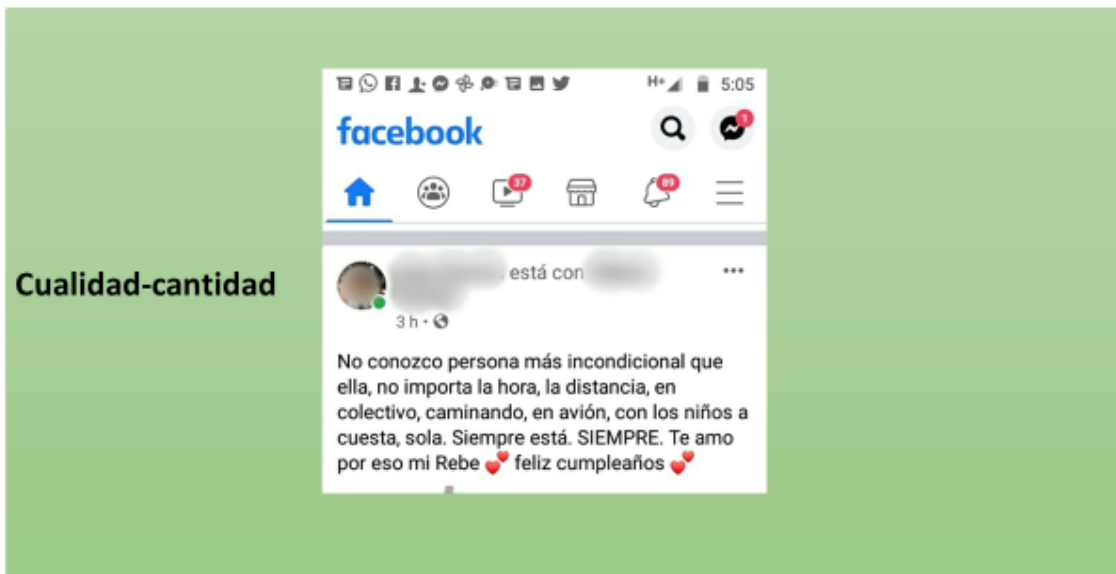 H+ 5:05
facebook
1
37
89
Cualidad-cantidad
está con
3 h
No conozco persona más incondicional que
ella, no importa la hora, la distancia, en
colectivo, caminando, en avión, con los niños a
cuesta, sola. Siempre está. SIEMPRE. Te amo
por eso mi Rebe 💕 feliz cumpleaños 💕